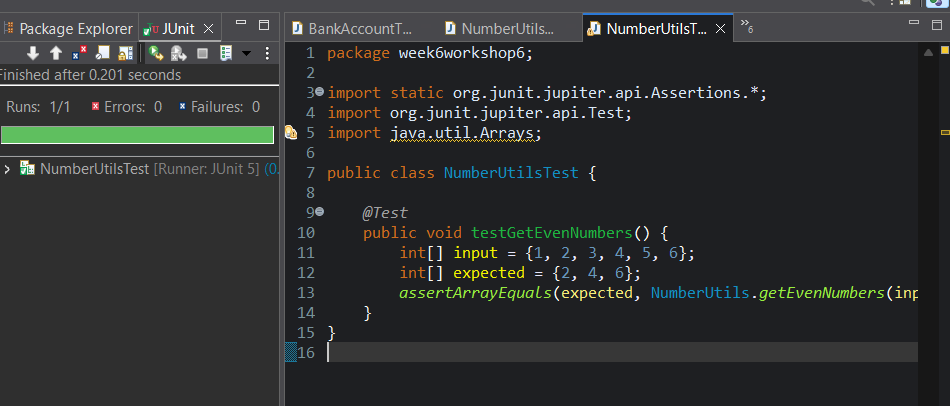 Package Explorer JUnit
Finished after 0.201 seconds
Runs: 1/1 Errors: 0 Failures: 0
NumberUtilsTest [Runner: JUnit 5] (0.
BankAccountT... NumberUtils... NumberUtilsT... »6
1 package week6workshop6;
2
3 import static org.junit.jupiter.api.Assertions.*;
4 import org.junit.jupiter.api.Test;
5 import java.util.Arrays;
6
7 public class NumberUtilsTest {
8
9 @Test
10 public void testGetEvenNumbers() {
11 int[] input = {1, 2, 3, 4, 5, 6};
12 int[] expected = {2, 4, 6};
13 assertArrayEquals(expected, NumberUtils.getEvenNumbers(inp
14 }
15 }
16